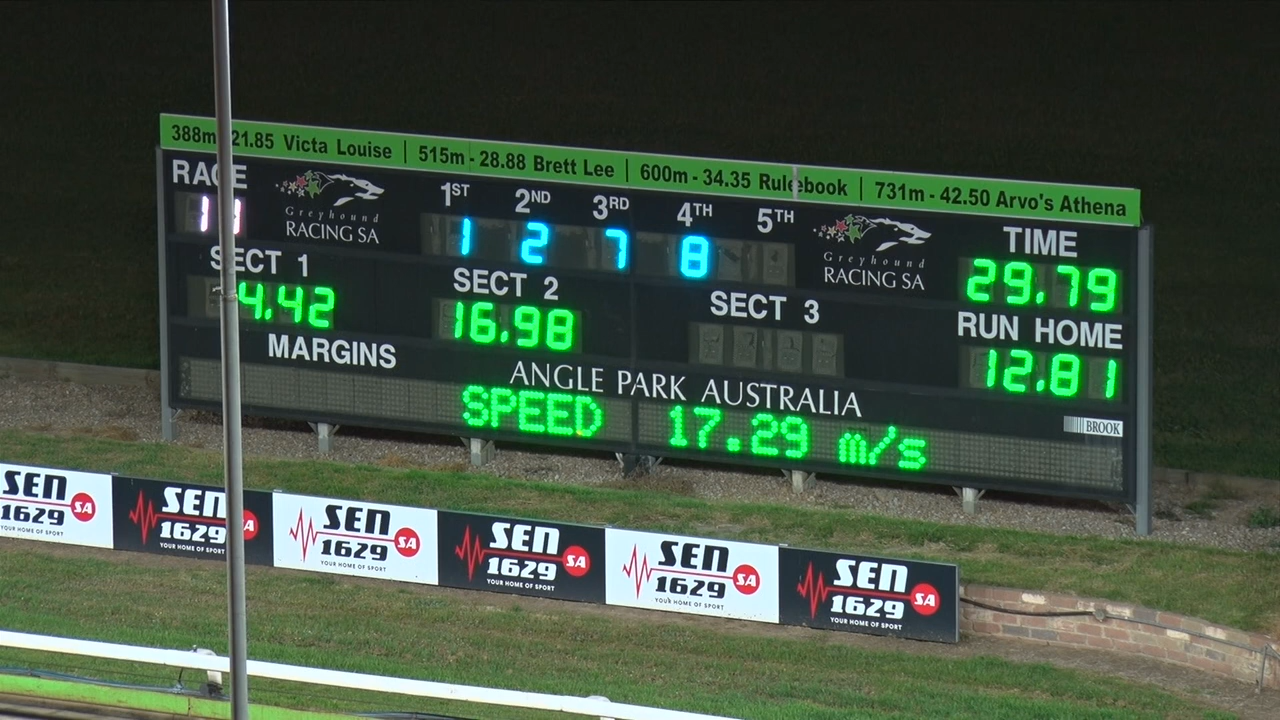 388m - 21.85 Victa Louise | 515m - 28.88 Brett Lee | 600m - 34.35 Rulebook | 731m - 42.50 Arvo's Athena
RACE
11
Greyhound
RACING SA
1ST 2ND 3RD 4TH 5TH
1 2 7 8
Greyhound
RACING SA
TIME
29.79
SECT 1
4.42
SECT 2
16.98
SECT 3
RUN HOME
12.81
MARGINS
ANGLE PARK AUSTRALIA
SPEED 17.29 m/s
BROOK
SEN
1629
SA
YOUR HOME OF SPORT
SEN
1629
SA
YOUR HOME OF SPORT
SEN
1629
SA
YOUR HOME OF SPORT
SEN
1629
SA
YOUR HOME OF SPORT
SEN
1629
SA
YOUR HOME OF SPORT
SEN
1629
SA
YOUR HOME OF SPORT